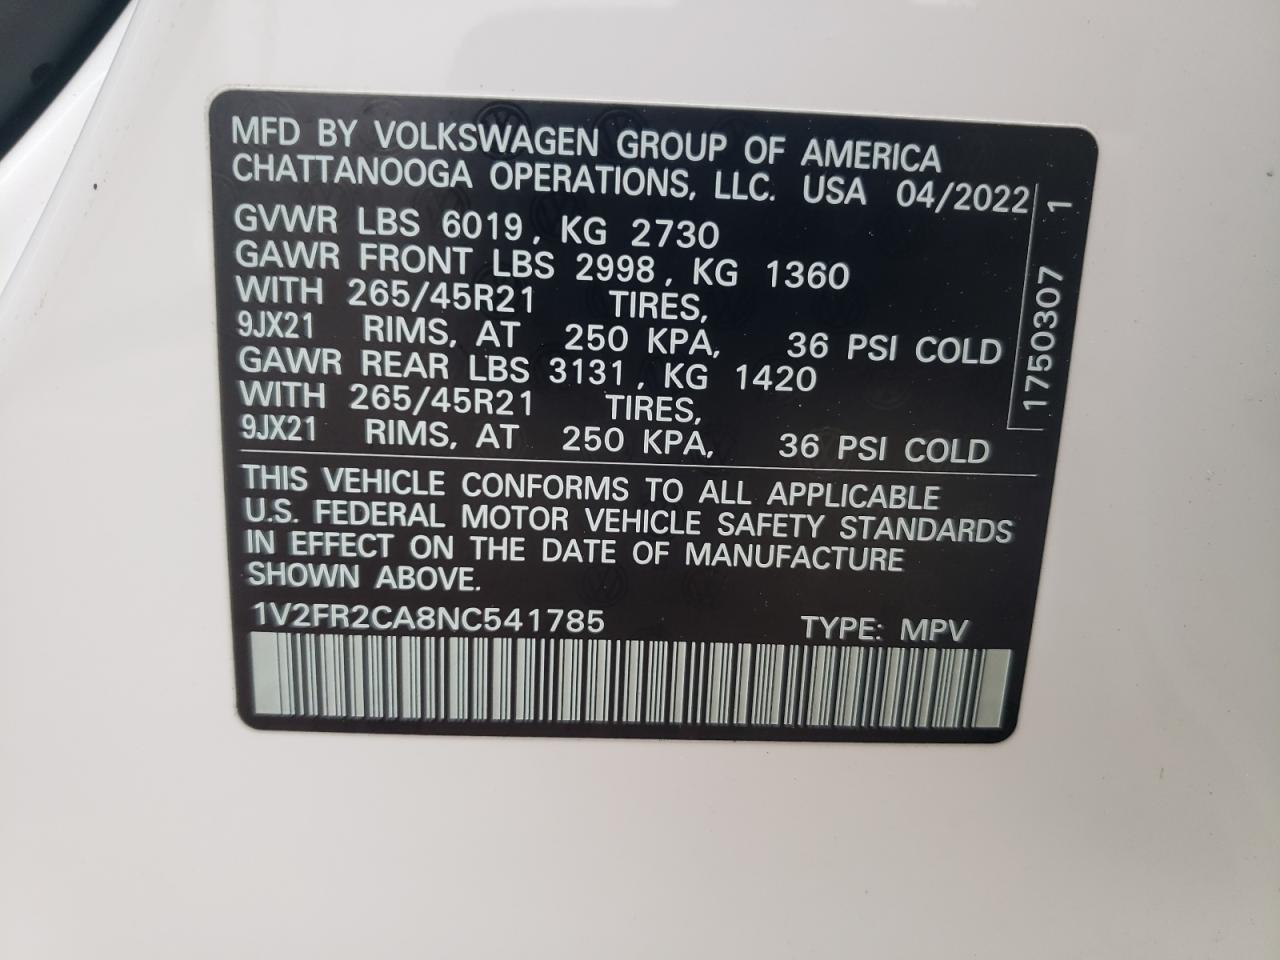 MFD BY VOLKSWAGEN GROUP OF AMERICA
CHATTANOOGA OPERATIONS, LLC. USA 04/2022
GVWR LBS 6019, KG 2730
GAWR FRONT LBS 2998, KG 1360
WITH 265/45R21 TIRES,
9JX21 RIMS, AT 250 KPA, 36 PSI COLD
GAWR REAR LBS 3131, KG 1420
WITH 265/45R21 TIRES,
9JX21 RIMS, AT 250 KPA, 36 PSI COLD
1750307 1
THIS VEHICLE CONFORMS TO ALL APPLICABLE
U.S. FEDERAL MOTOR VEHICLE SAFETY STANDARDS
IN EFFECT ON THE DATE OF MANUFACTURE
SHOWN ABOVE.
1V2FR2CA8NC541785 TYPE: MPV